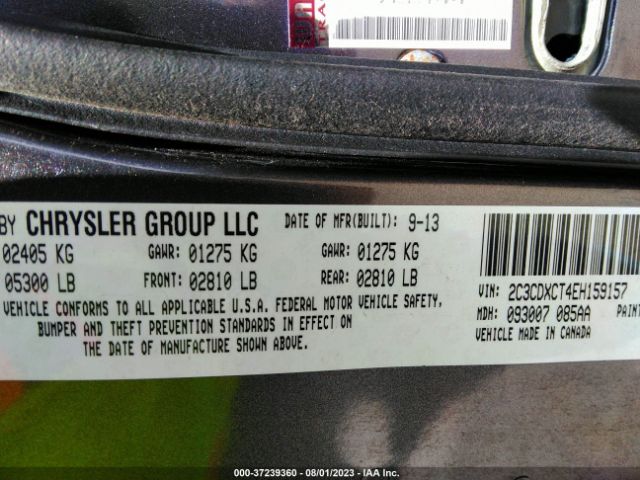 TRA
BY CHRYSLER GROUP LLC DATE OF MFR(BUILT): 9-13
02405 KG GAWR: 01275 KG 01275 KG
05300 LB FRONT: 02810 LB REAR: 02810 LB
VEHICLE CONFORMS TO ALL APPLICABLE U.S.A. FEDERAL MOTOR VEHICLE SAFETY,
BUMPER AND THEFT PREVENTION STANDARDS IN EFFECT ON
THE DATE OF MANUFACTURE SHOWN ABOVE.
VIN: 2C3CDXCT4EH159157
MDH: 093007 085AA PAINT
VEHICLE MADE IN CANADA
000-37239360 - 08/01/2023 - IAA Inc.